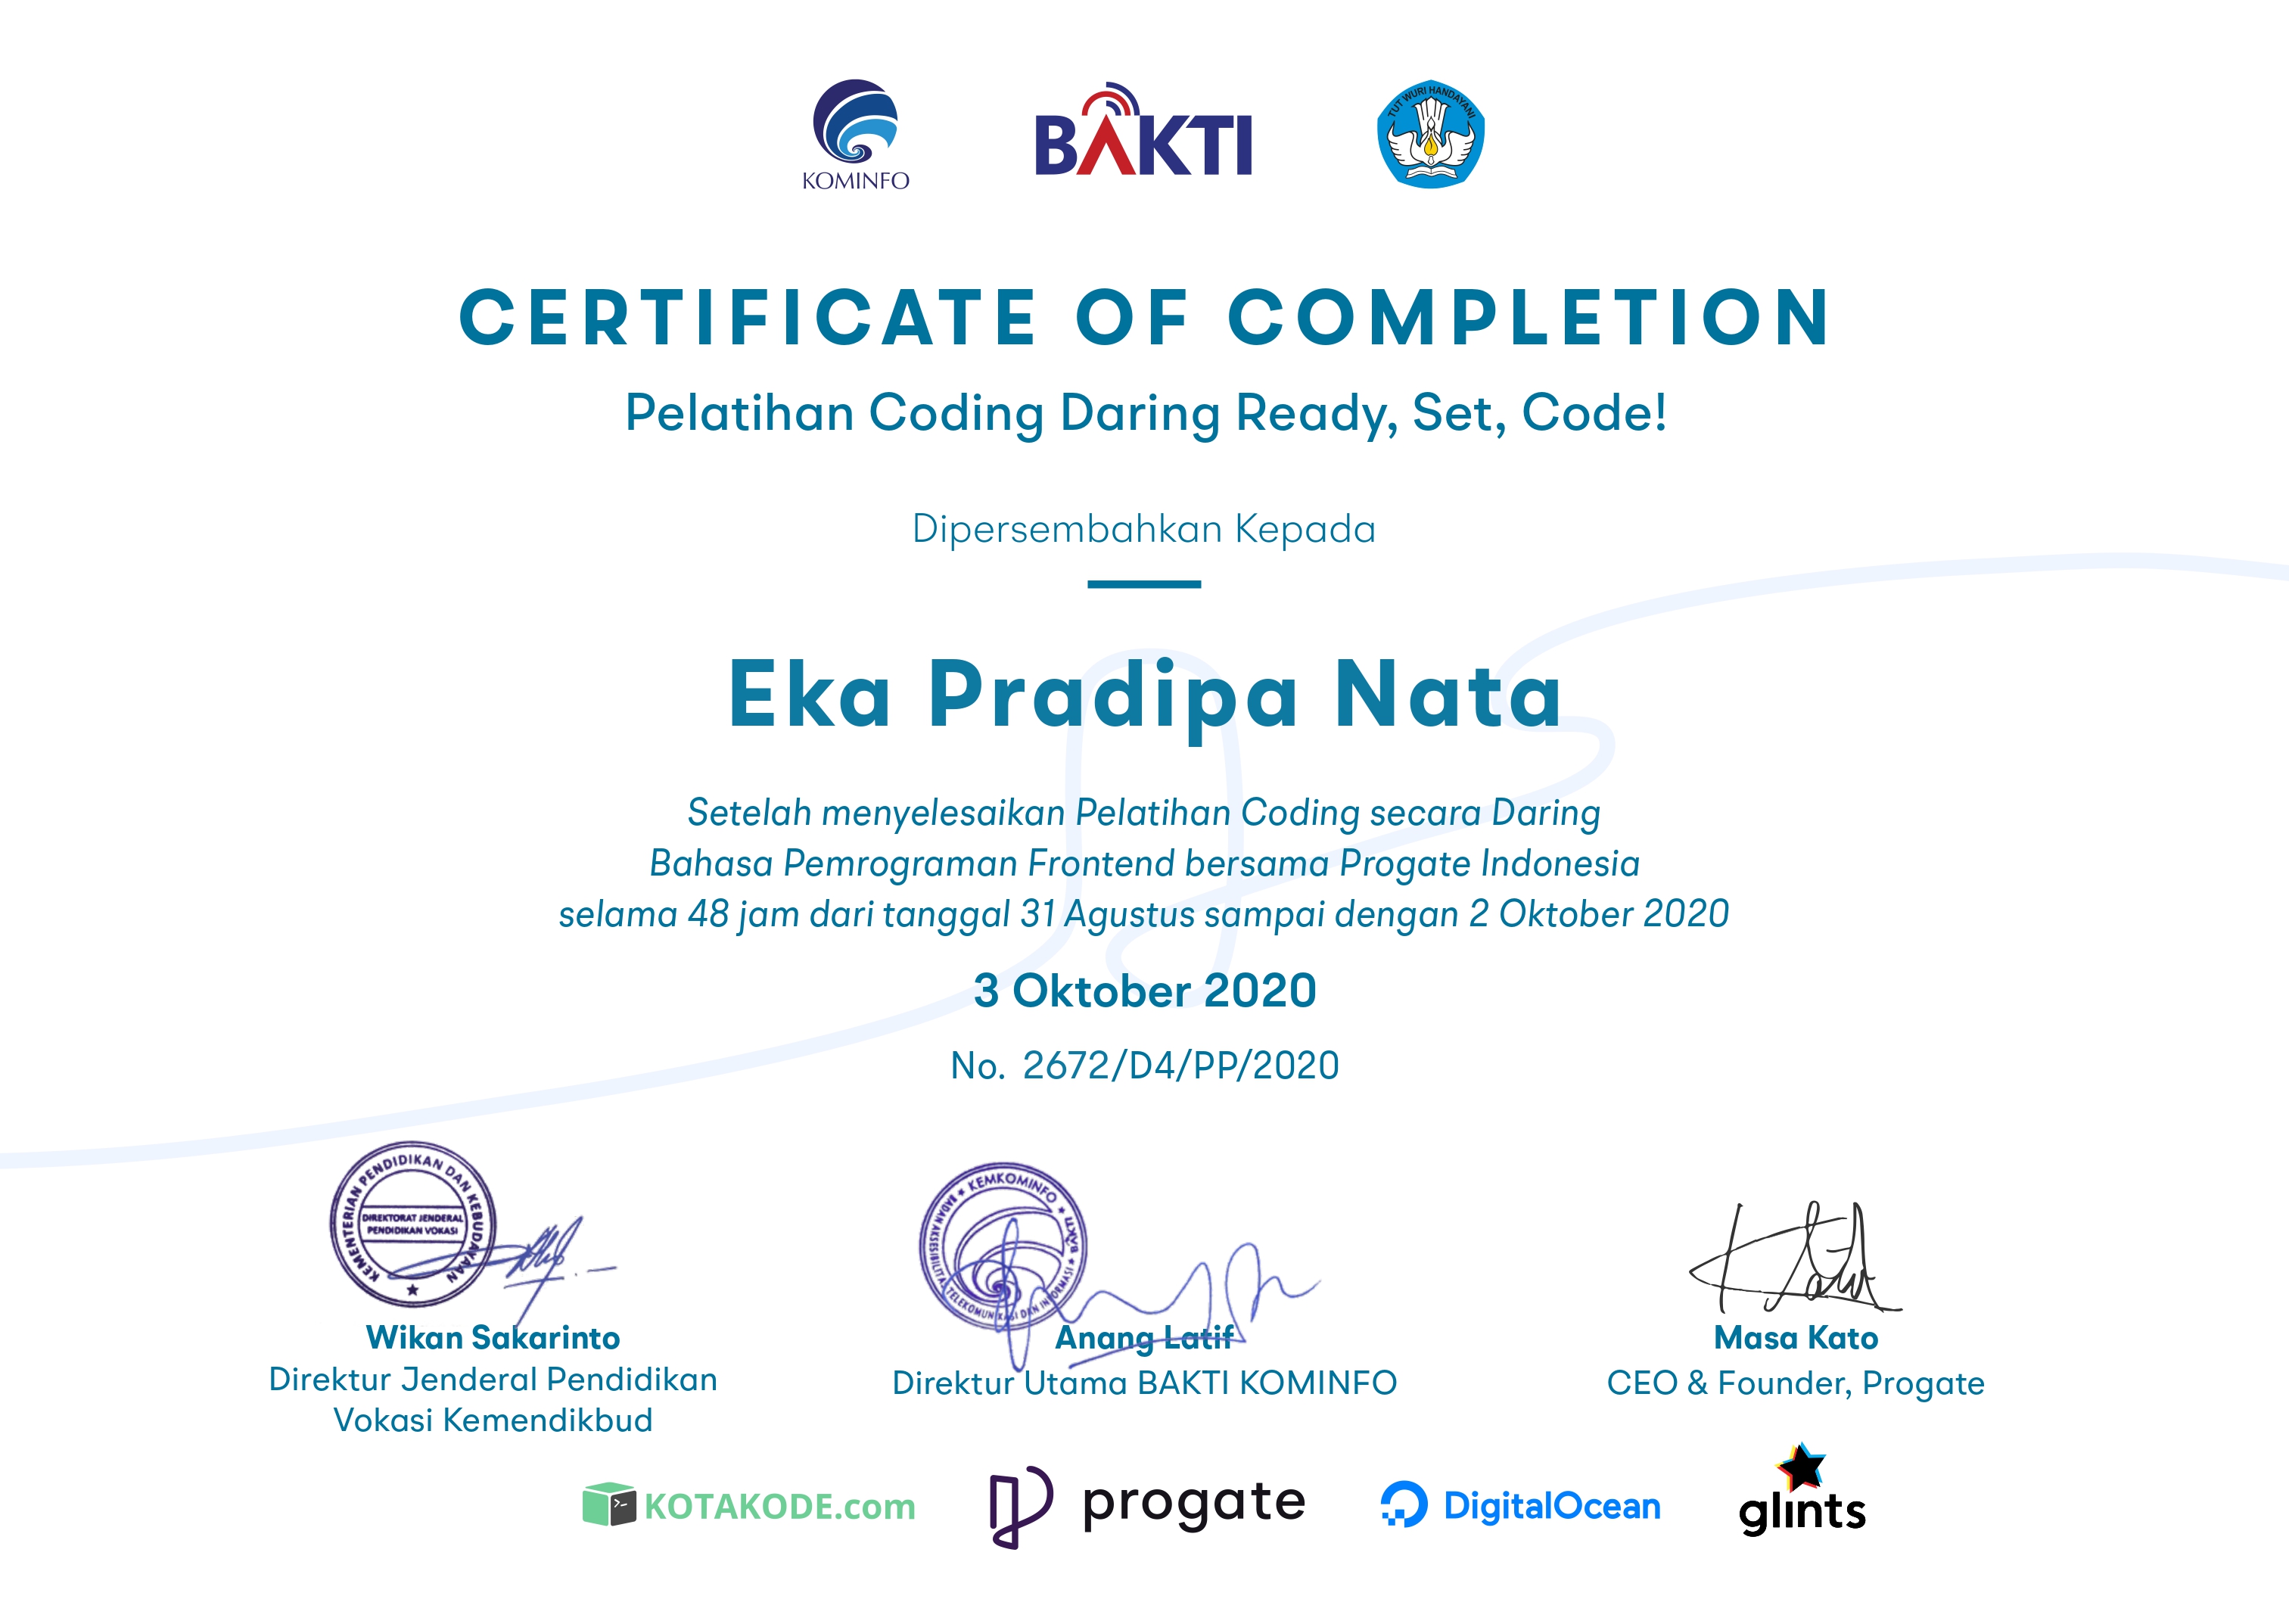 KOMINFO
BAKTI
TUT WURI HANDAYANI
CERTIFICATE OF COMPLETION
Pelatihan Coding Daring Ready, Set, Code!
Dipersembahkan Kepada
Eka Pradipa Nata
Setelah menyelesaikan Pelatihan Coding secara Daring
Bahasa Pemrograman Frontend bersama Progate Indonesia
selama 48 jam dari tanggal 31 Agustus sampai dengan 2 Oktober 2020
3 Oktober 2020
No. 2672/D4/PP/2020
KEMENTERIAN PENDIDIKAN DAN KEBUDAYAAN
DIREKTORAT JENDERAL
PENDIDIKAN VOKASI
KEMKOMINFO
BAKTI
BADAN AKSESIBILITAS TELEKOMUNIKASI DAN INFORMASI
Wikan Sakarinto
Direktur Jenderal Pendidikan
Vokasi Kemendikbud
Anang Latif
Direktur Utama BAKTI KOMINFO
Masa Kato
CEO & Founder, Progate
KOTAKODE.com
progate
DigitalOcean
glints